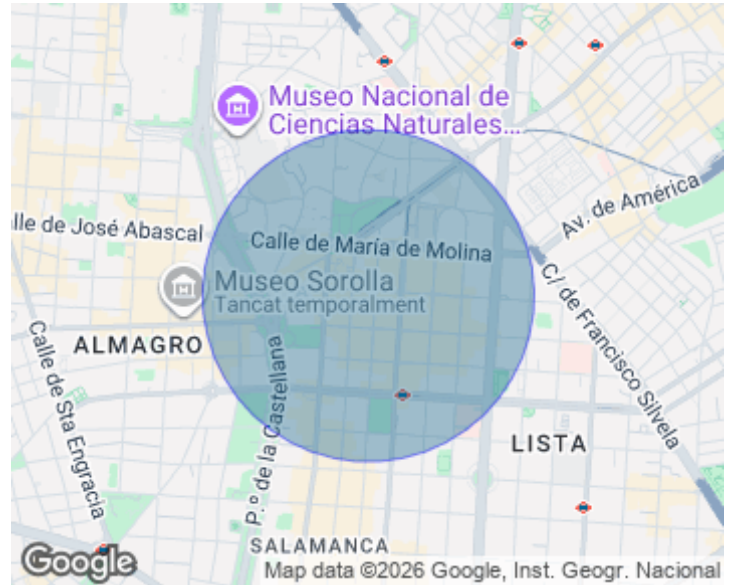 Museo Nacional de
Ciencias Naturales...
Av. de América
lle de José Abascal
Calle de María de Molina
Museo Sorolla
Tancat temporalment
C/ de Francisco Silvela
ALMAGRO
Calle de Sta Engracia
P.º de la Castellana
LISTA
SALAMANCA
Google
Map data ©2026 Google, Inst. Geogr. Nacional